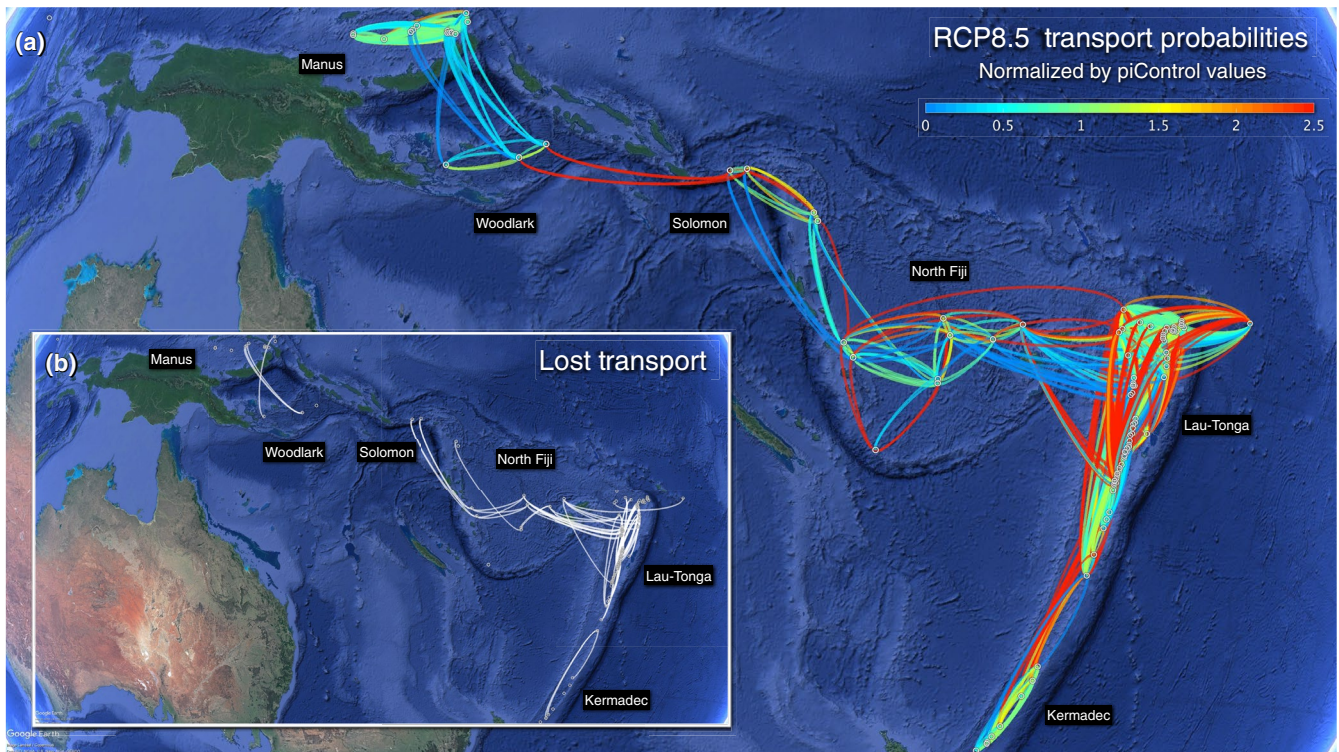 (a)
RCP8.5 transport probabilities
Normalized by piControl values
0 0.5 1 1.5 2 2.5
Manus
Woodlark
Solomon
North Fiji
Lau-Tonga
Kermadec
(b)
Lost transport
Manus
Woodlark
Solomon
North Fiji
Lau-Tonga
Kermadec
Google Earth